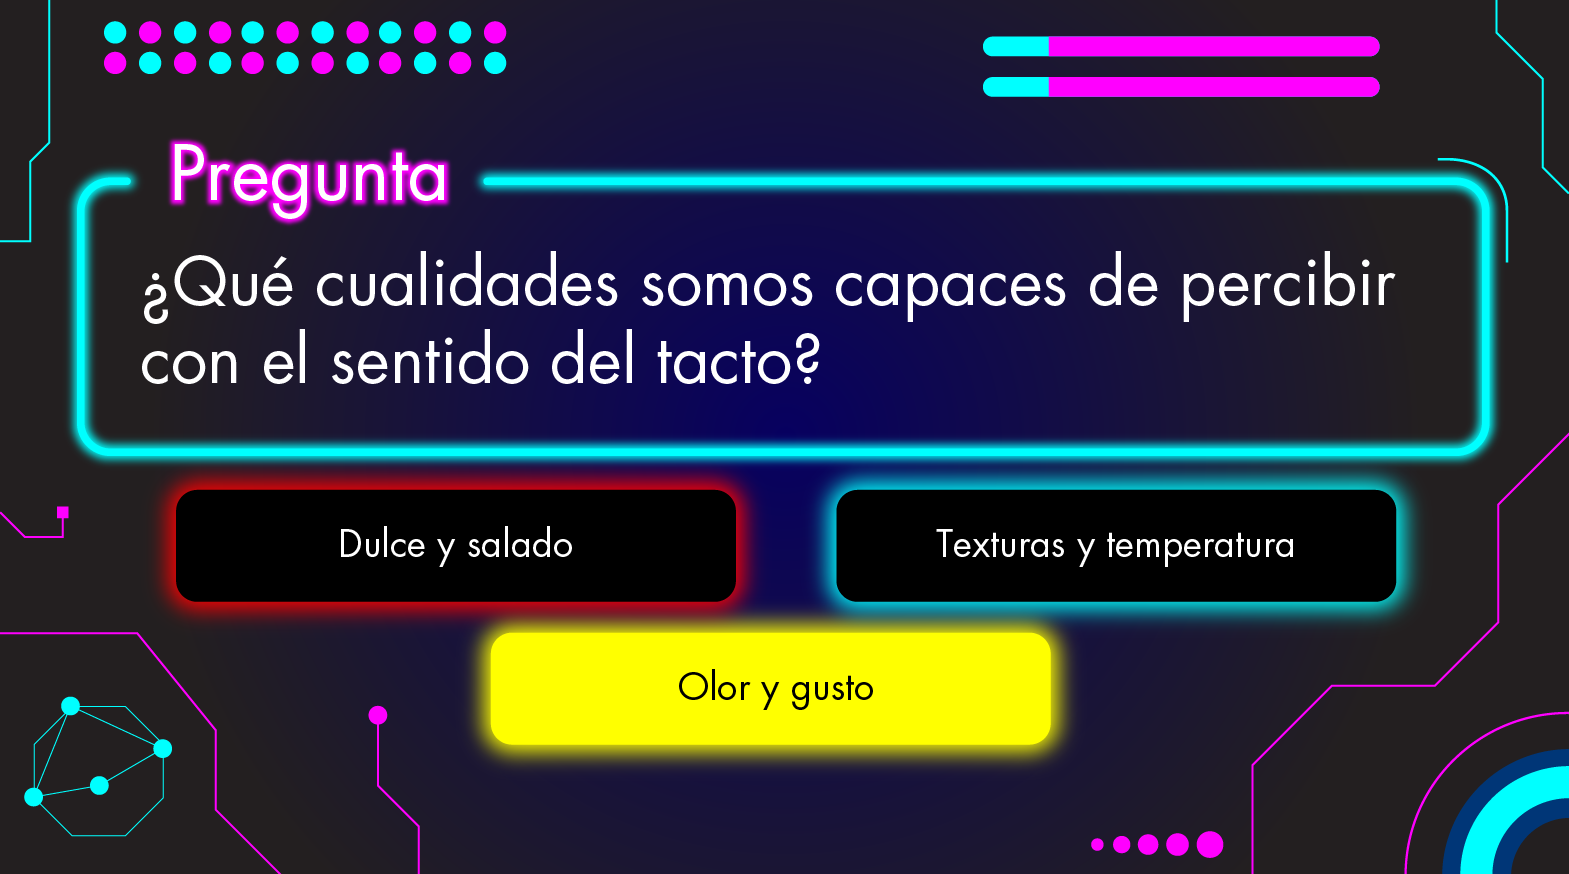 Pregunta
¿Qué cualidades somos capaces de percibir
con el sentido del tacto?
Dulce y salado
Texturas y temperatura
Olor y gusto